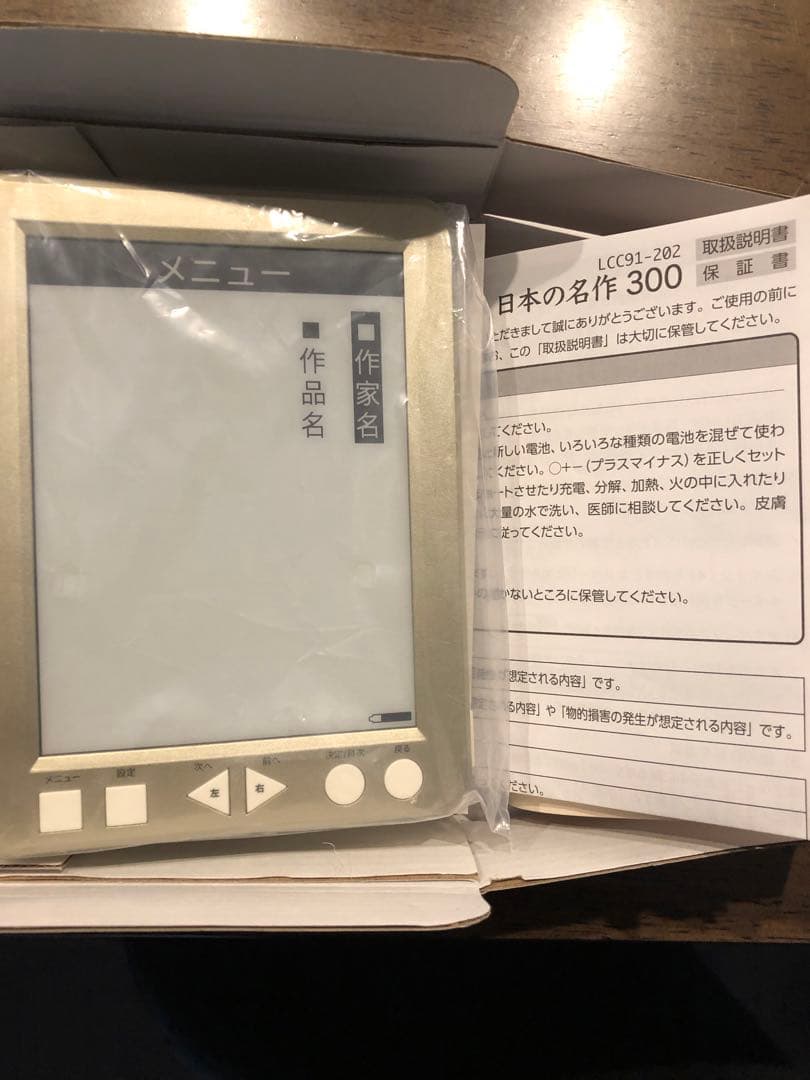 メニュー
■作家名
■作品名
メニュー
設定
次へ
前へ
決定/目次
戻る
左
右
LCC91-202
取扱説明書
日本の名作 300
保証書
ただきまして誠にありがとうございます。ご使用の前に
この「取扱説明書」は大切に保管してください。
てください。
新しい電池、いろいろな種類の電池を混ぜて使わ
てください。○+−(プラスマイナス)を正しくセット
ートさせたり充電、分解、加熱、火の中に入れたり
大量の水で洗い、医師に相談してください。皮膚
に従ってください。
かないところに保管してください。
想定される内容」です。
される内容」や「物的損害の発生が想定される内容」です。
ださい。